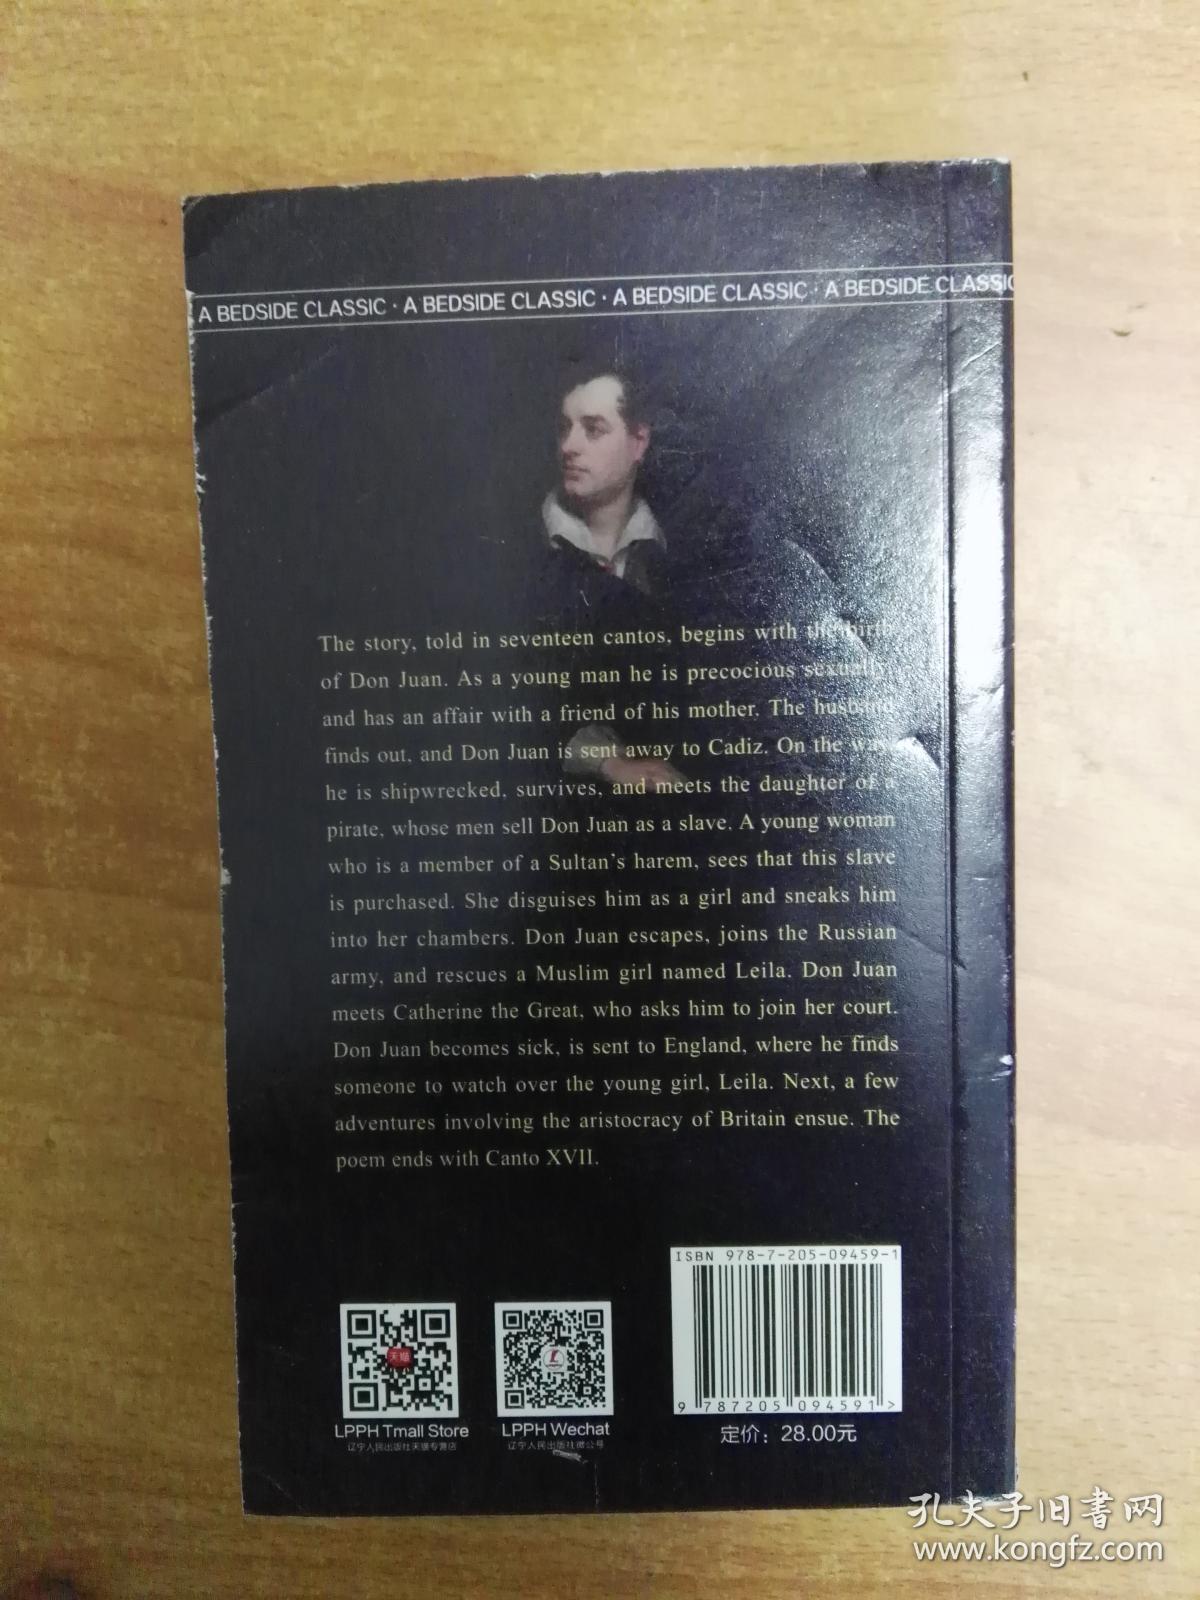 A BEDSIDE CLASSIC · A BEDSIDE CLASSIC · A BEDSIDE CLASSIC · A BEDSIDE CLASSIC
The story, told in seventeen cantos, begins with the birth
of Don Juan. As a young man he is precocious sexually,
and has an affair with a friend of his mother. The husband
finds out, and Don Juan is sent away to Cadiz. On the way,
he is shipwrecked, survives, and meets the daughter of a
pirate, whose men sell Don Juan as a slave. A young woman
who is a member of a Sultan's harem, sees that this slave
is purchased. She disguises him as a girl and sneaks him
into her chambers. Don Juan escapes, joins the Russian
army, and rescues a Muslim girl named Leila. Don Juan
meets Catherine the Great, who asks him to join her court.
Don Juan becomes sick, is sent to England, where he finds
someone to watch over the young girl, Leila. Next, a few
adventures involving the aristocracy of Britain ensue. The
poem ends with Canto XVII.
ISBN 978-7-205-09459-1
9 787205 094591 >
定价：28.00元
天猫
LPPH Tmall Store
辽宁人民出版社天猫专营店
LPPH Wechat
辽宁人民出版社微公号
孔夫子旧书网
www.kongfz.com